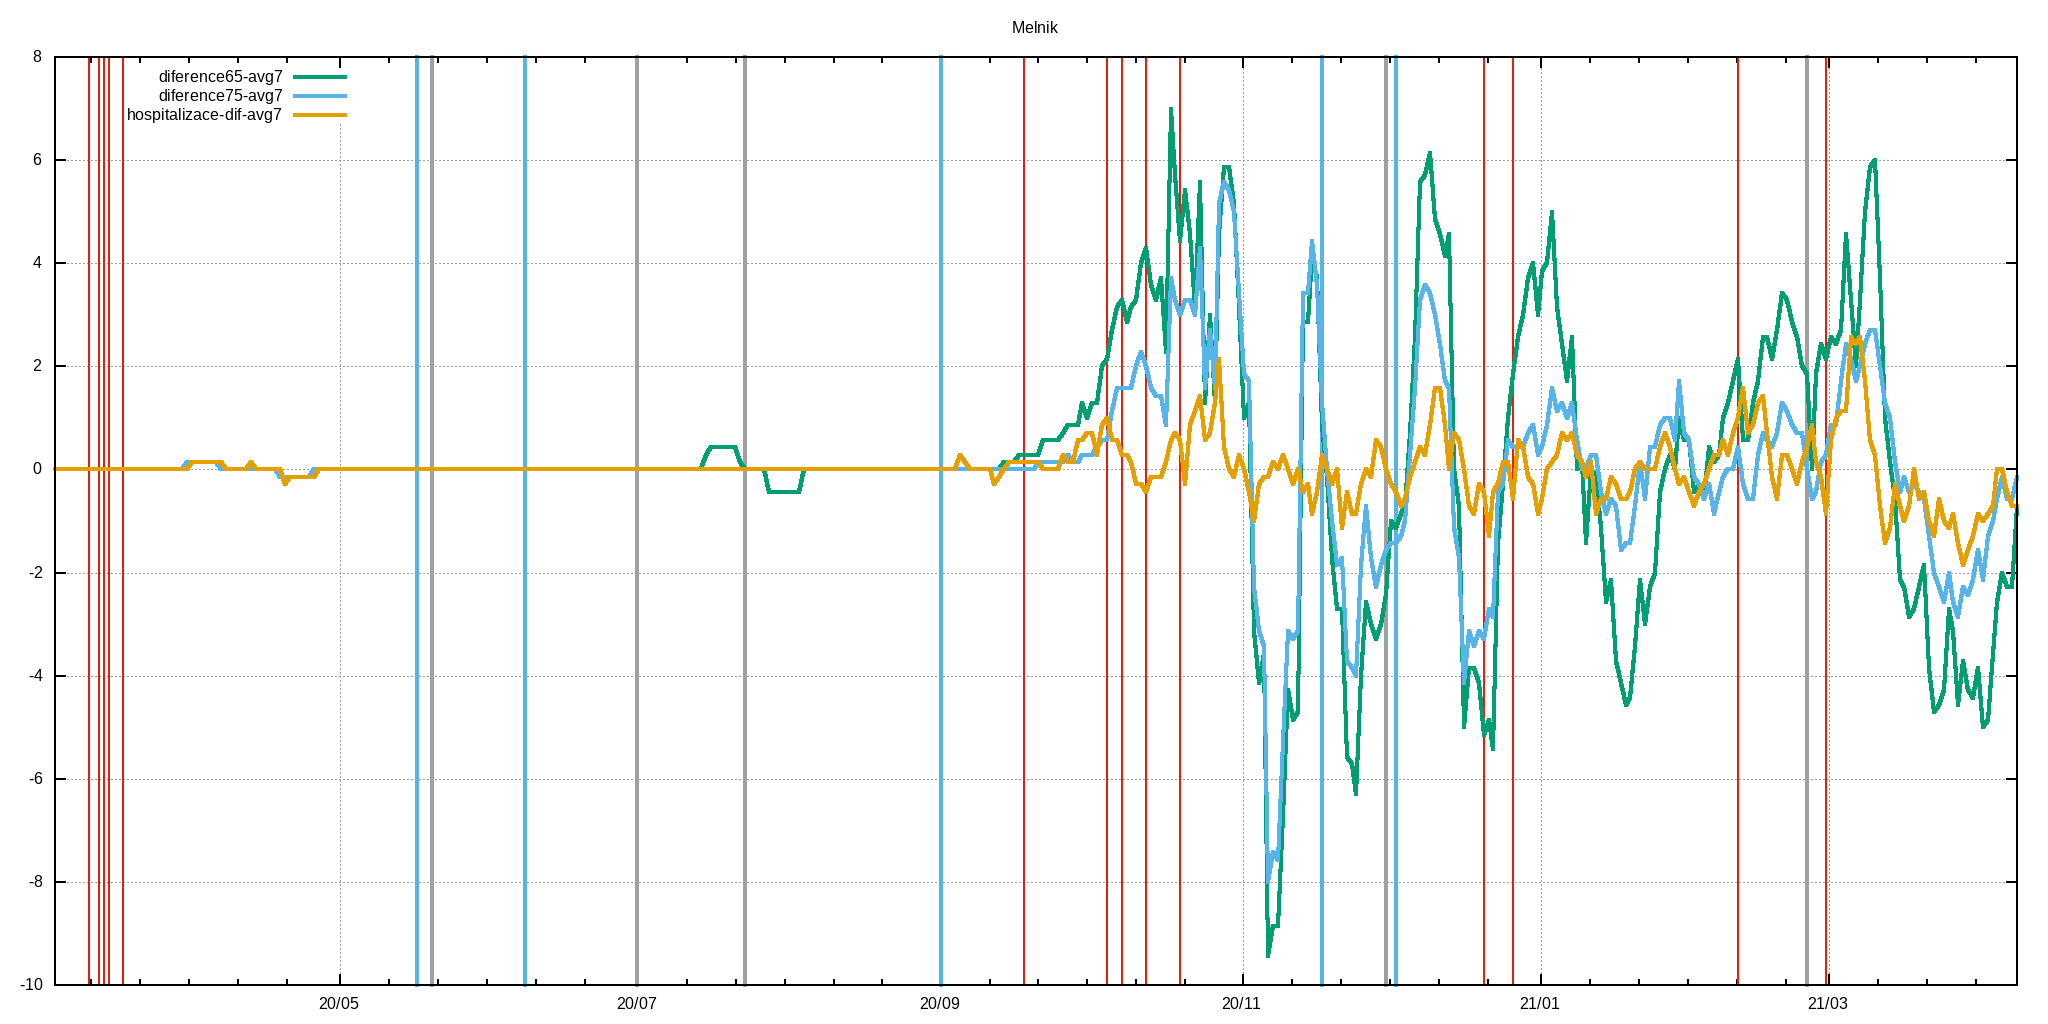 Melnik
8
diference65-avg7
diference75-avg7
hospitalizace-dif-avg7
6
4
2
0
-2
-4
-6
-8
-10
20/05 20/07 20/09 20/11 21/01 21/03